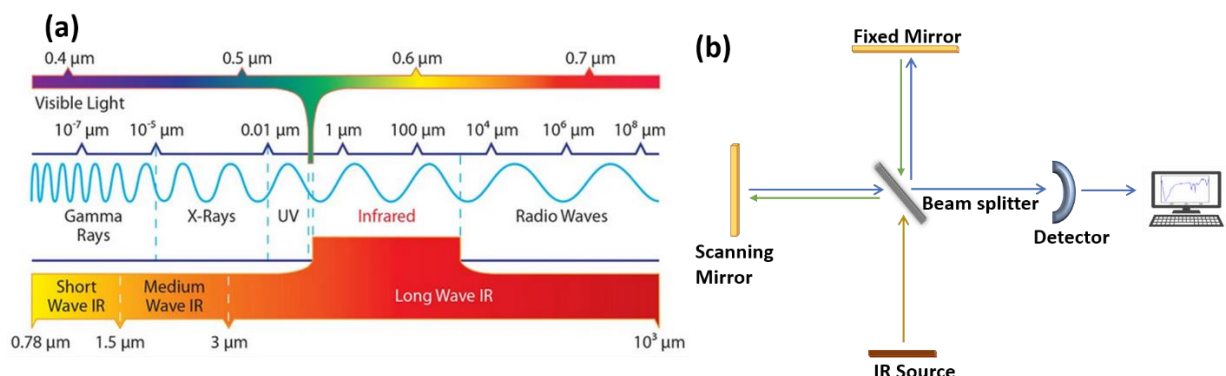 (a)
0.4 µm 0.5 µm 0.6 µm 0.7 µm
Visible Light
10⁻⁷ µm 10⁻⁵ µm 0.01 µm 1 µm 100 µm 10⁴ µm 10⁶ µm 10⁸ µm
Gamma
Rays
X-Rays
UV
Infrared
Radio Waves
Short
Wave IR
Medium
Wave IR
Long Wave IR
0.78 µm 1.5 µm 3 µm 10³ µm
(b)
Fixed Mirror
Beam splitter
Scanning
Mirror
Detector
IR Source